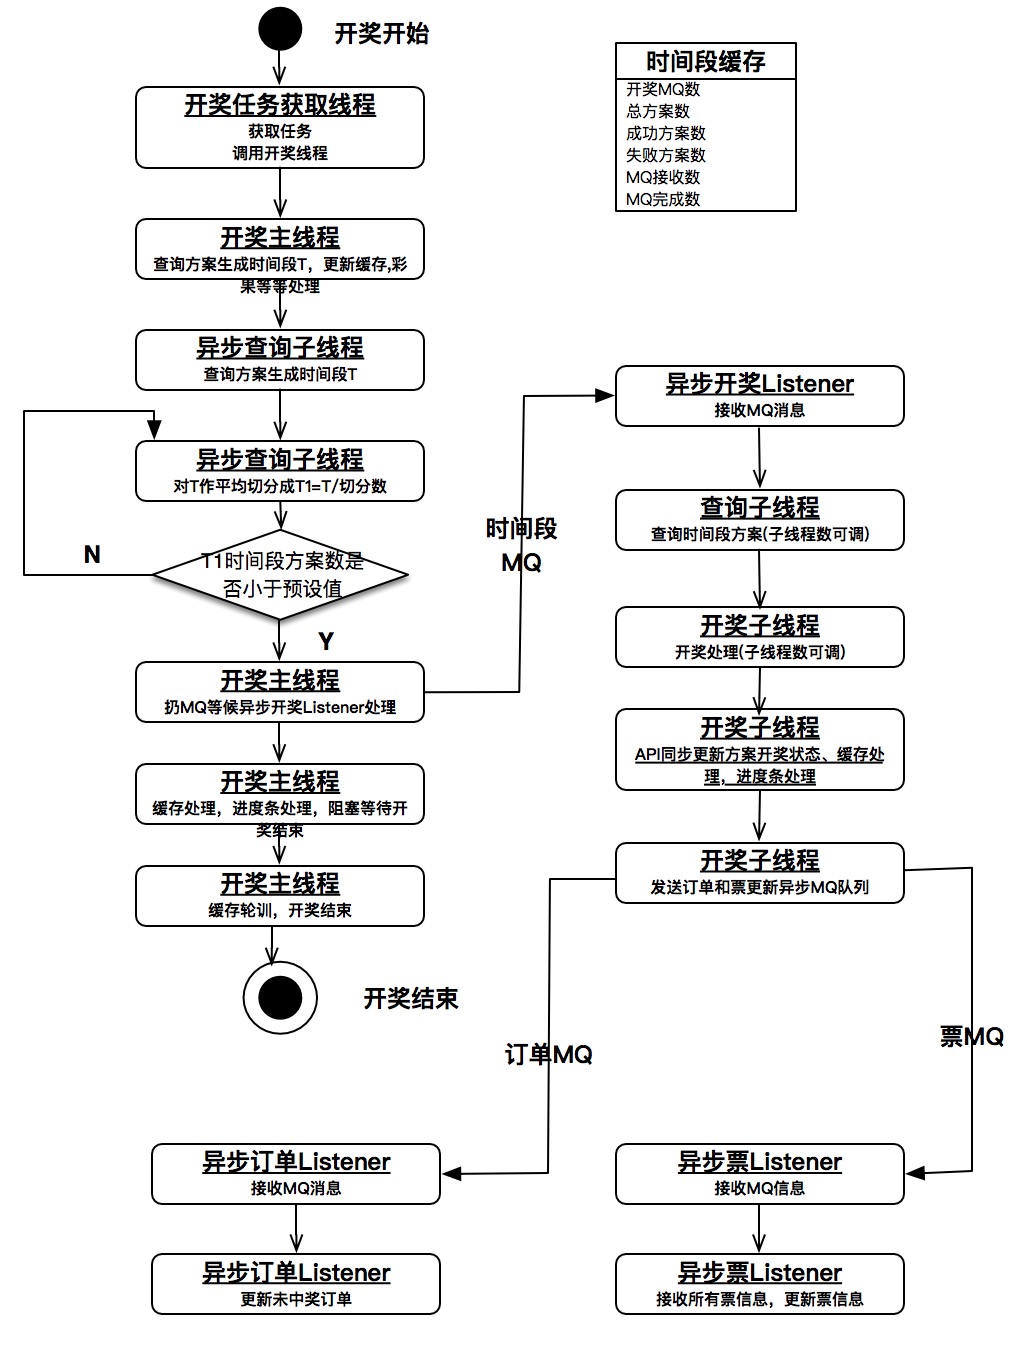 开奖开始
开奖任务获取线程
获取任务
调用开奖线程
时间段缓存
开奖MQ数
总方案数
成功方案数
失败方案数
MQ接收数
MQ完成数
开奖主线程
查询方案生成时间段T，更新缓存,彩
果等等处理
异步查询子线程
查询方案生成时间段T
异步查询子线程
对T作平均切分成T1=T/切分数
T1时间段方案数是
否小于预设值
N
Y
开奖主线程
扔MQ等候异步开奖Listener处理
开奖主线程
缓存处理，进度条处理，阻塞等待开
奖结束
开奖主线程
缓存轮训，开奖结束
开奖结束
时间段
MQ
异步开奖Listener
接收MQ消息
查询子线程
查询时间段方案(子线程数可调)
开奖子线程
开奖处理(子线程数可调)
开奖子线程
API同步更新方案开奖状态、缓存处
理，进度条处理
开奖子线程
发送订单和票更新异步MQ队列
订单MQ
票MQ
异步订单Listener
接收MQ消息
异步订单Listener
更新未中奖订单
异步票Listener
接收MQ信息
异步票Listener
接收所有票信息，更新票信息